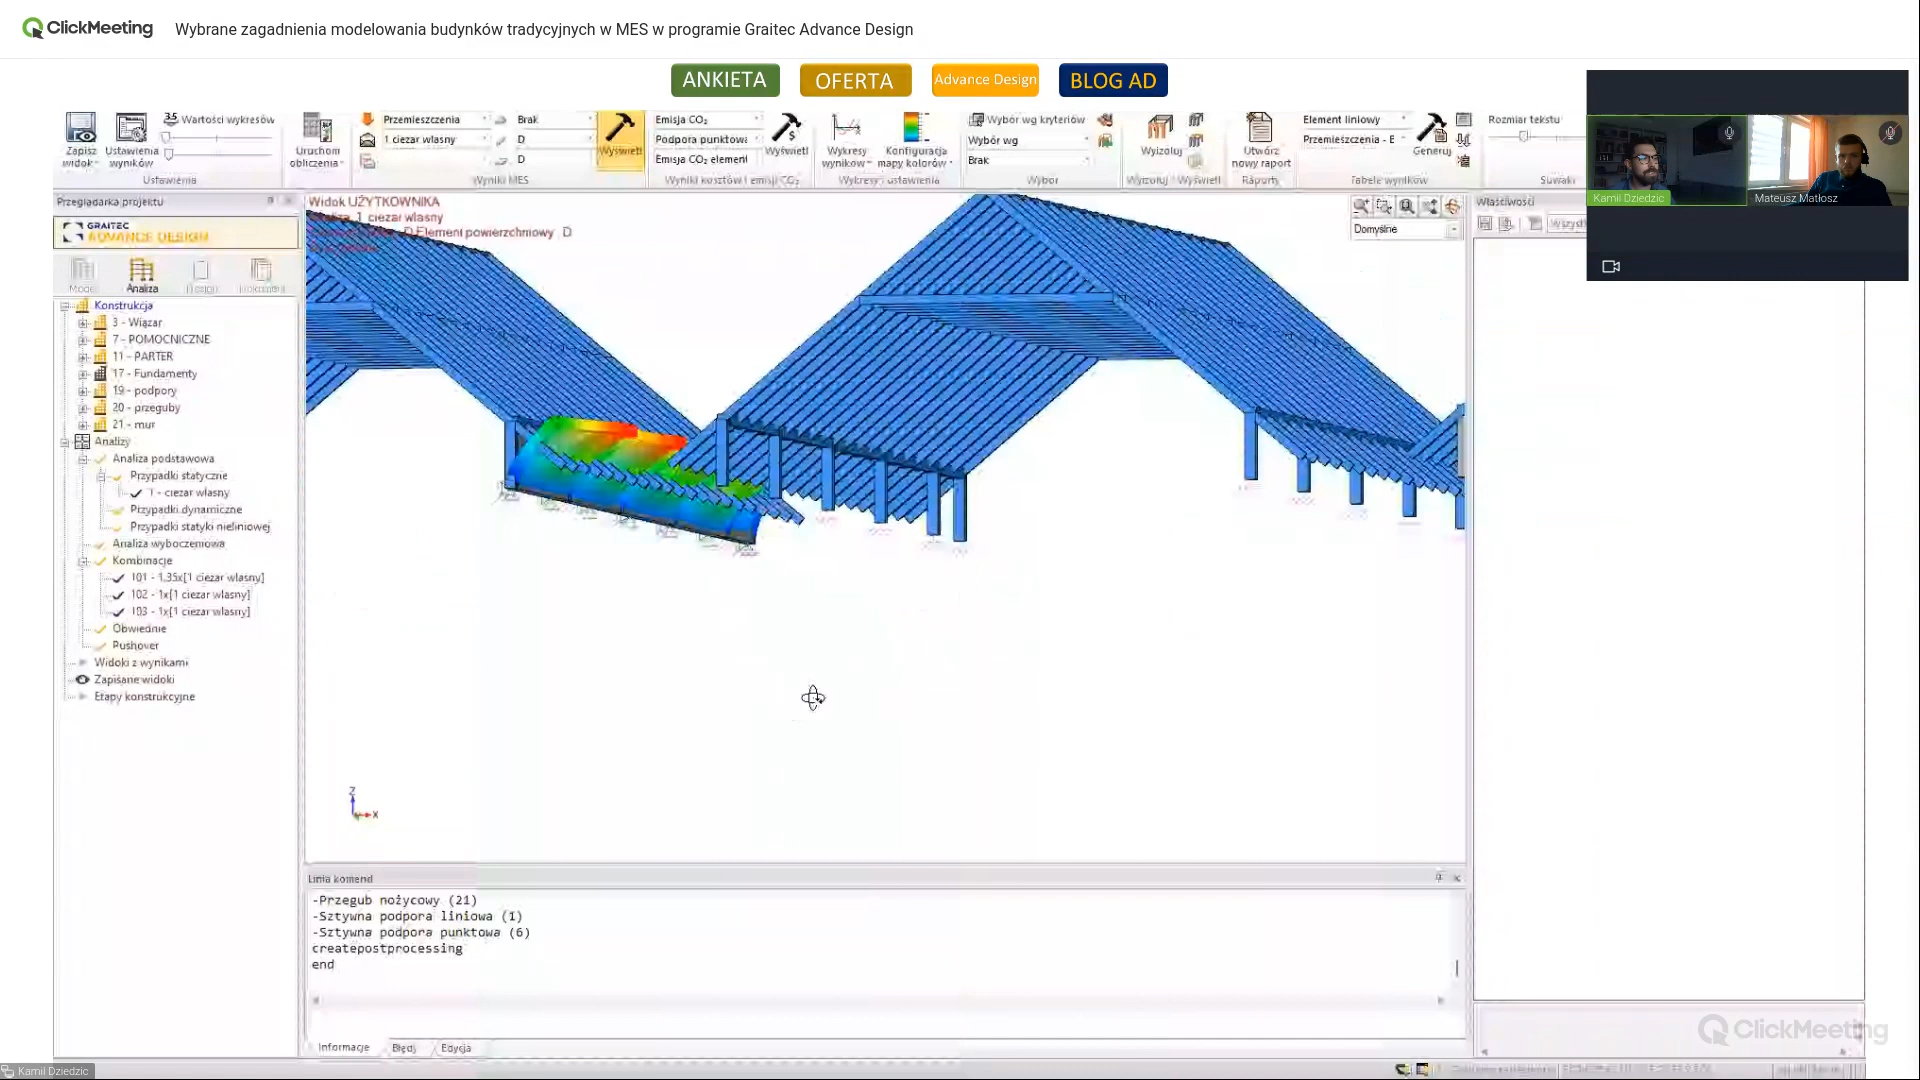 ClickMeeting
Wybrane zagadnienia modelowania budynków tradycyjnych w MES w programie Graitec Advance Design
ANKIETA
OFERTA
Advance Design
BLOG AD
Zapisz widok
Ustawienia wyników
3.5 Wartości wykresów
Ustawienia
Uruchom obliczenia
Przemieszczenia
1 ciezar wlasny
Brak
D
D
Wyświetl
Wyniki MES
Emisja CO₂
Podpora punktowa
Emisja CO₂ element
Wyświetl
Wyniki kosztów i emisji CO₂
Wykresy wyników
Konfiguracja mapy kolorów
Wykresy i ustawienia
Wybór wg kryteriów
Wybór wg
Brak
Wybór
Wyizoluj
Wyizoluj / Wyświetl
Utwórz nowy raport
Raporty
Element liniowy
Przemieszczenia - E
Generuj
Tabele wyników
Rozmiar tekstu
Suwaki
Kamil Dziedzic
Mateusz Matłosz
Przeglądarka projektu
GRAITEC
ADVANCE DESIGN
Model
Analiza
Design
Dokument
Konstrukcja
3 - Wiązar
7 - POMOCNICZNE
11 - PARTER
17 - Fundamenty
19 - podpory
20 - przeguby
21 - mur
Analizy
Analiza podstawowa
Przypadki statyczne
1 - ciezar wlasny
Przypadki dynamiczne
Przypadki statyki nieliniowej
Analiza wyboczeniowa
Kombinacje
101 - 1.35x[1 ciezar wlasny]
102 - 1x[1 ciezar wlasny]
103 - 1x[1 ciezar wlasny]
Obwiednie
Pushover
Widoki z wynikami
Zapisane widoki
Etapy konstrukcyjne
Widok UŻYTKOWNIKA
1 ciezar wlasny
D Element powierzchniowy D
Domyślne
Właściwości
Z
X
Linia komend
-Przegub nożycowy (21)
-Sztywna podpora liniowa (1)
-Sztywna podpora punktowa (6)
createpostprocessing
end
Informacje
Błędy
Edycja
ClickMeeting
Kamil Dziedzic